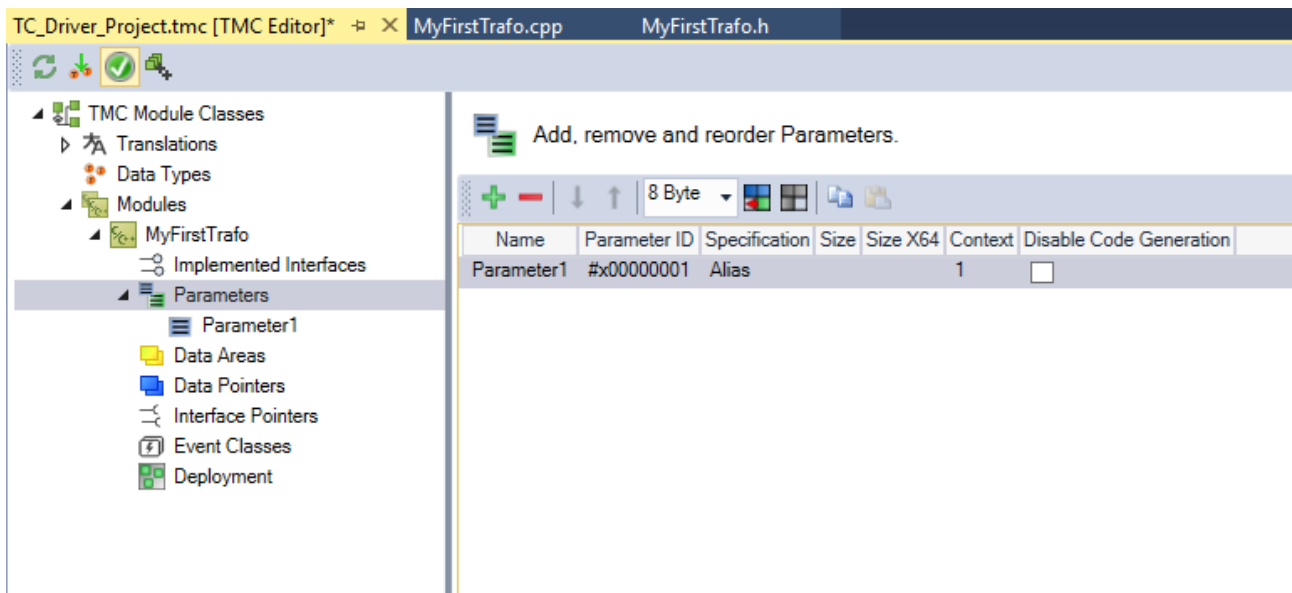 TC_Driver_Project.tmc [TMC Editor]* MyFirstTrafo.cpp MyFirstTrafo.h
TMC Module Classes
Translations
Data Types
Modules
MyFirstTrafo
Implemented Interfaces
Parameters
Parameter1
Data Areas
Data Pointers
Interface Pointers
Event Classes
Deployment
Add, remove and reorder Parameters.
8 Byte
Name Parameter ID Specification Size Size X64 Context Disable Code Generation
Parameter1 #x00000001 Alias 1